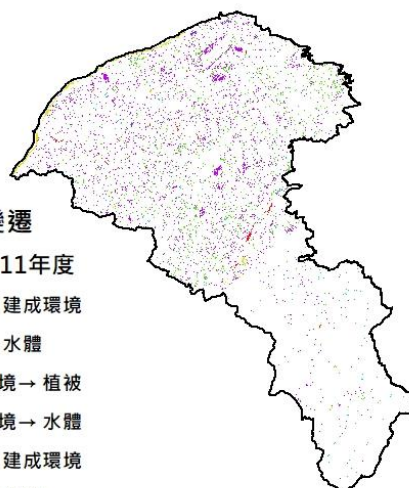 變遷
11年度
建成環境
水體
境→ 植被
境→ 水體
建成環境